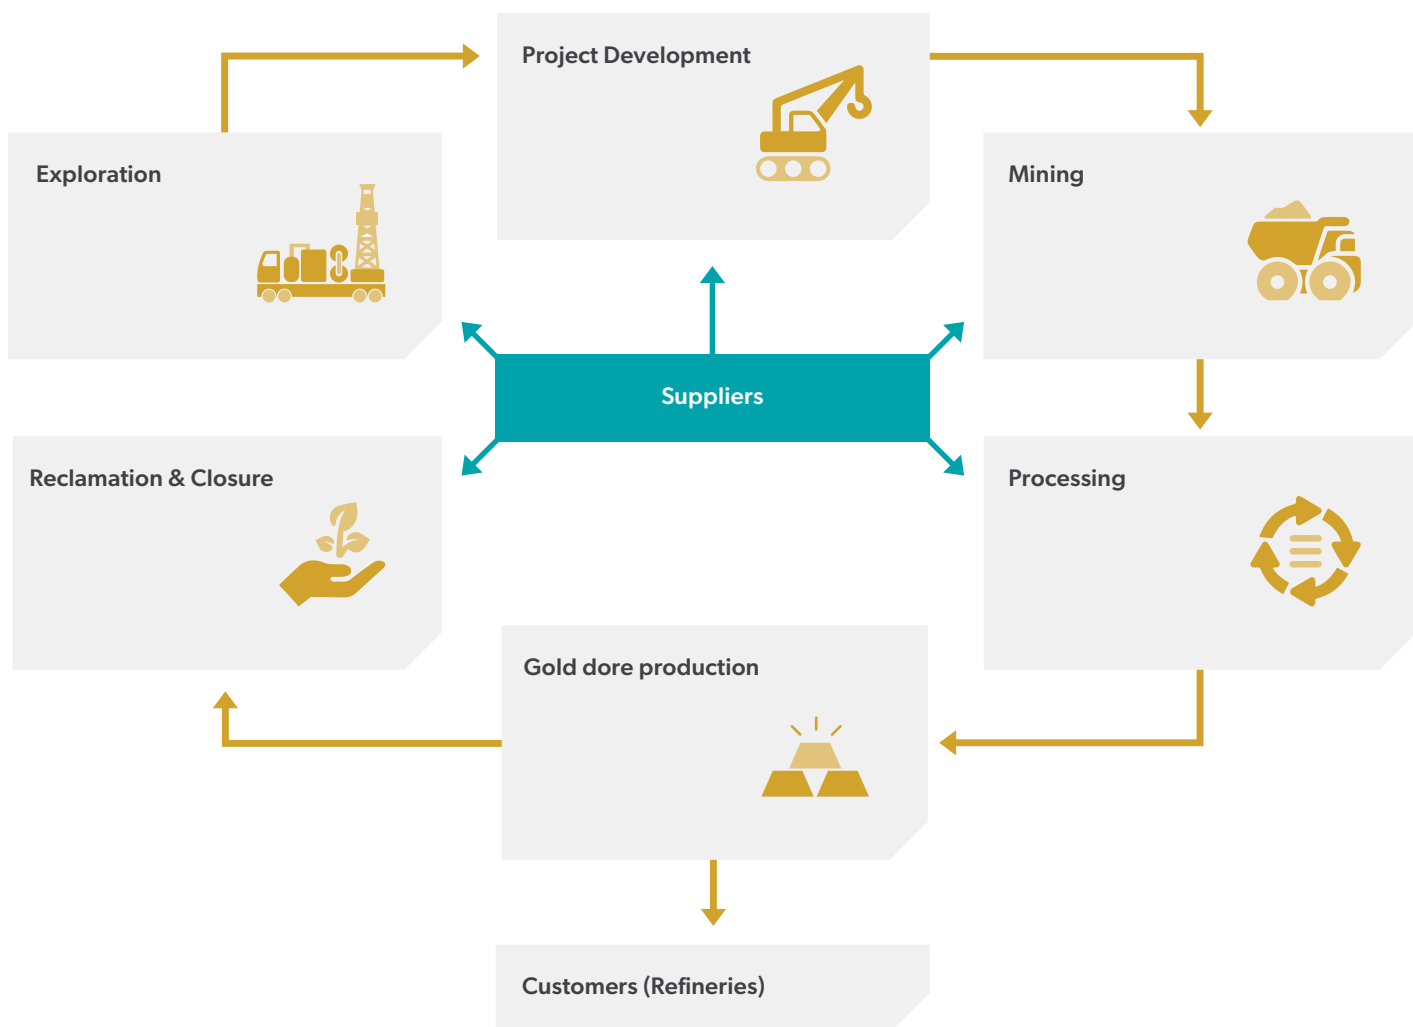 Project Development
Exploration
Mining
Suppliers
Reclamation & Closure
Processing
Gold dore production
Customers (Refineries)